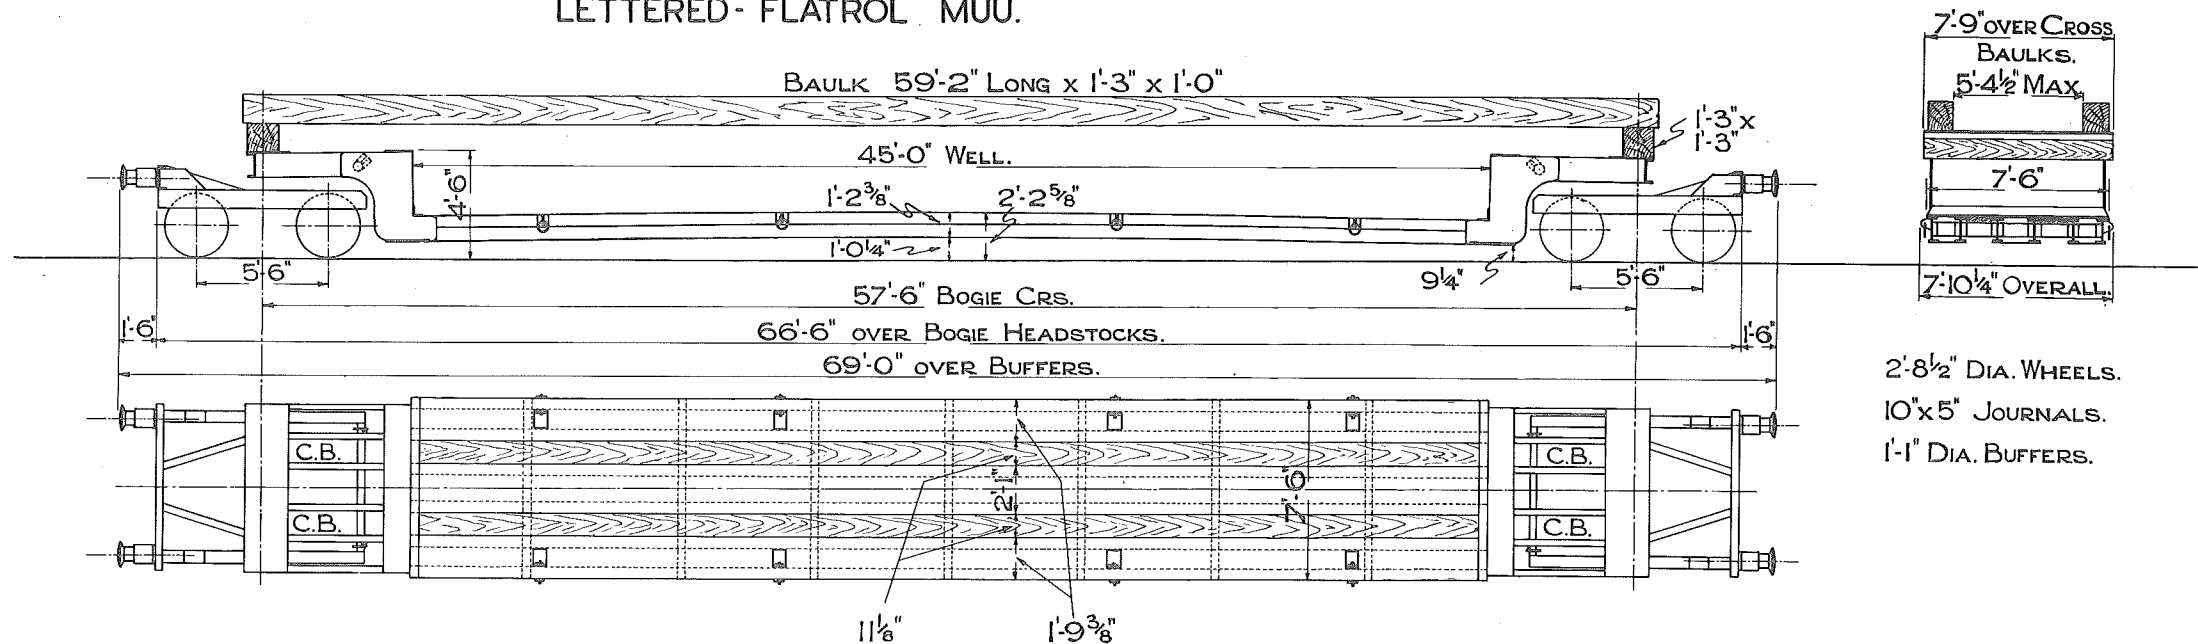 LETTERED - FLATROL MUU.
7'-9" OVER CROSS
BAULKS.
5'-4½" MAX
BAULK 59'-2" LONG x 1'-3" x 1'-0"
1'-3" x
1'-3"
45'-0" WELL.
4'-6"
1'-2⅜"
2'-2⅝"
7'-6"
1'-0¼"
5'-6"
9¼"
5'-6"
7'-10¼" OVERALL.
57'-6" BOGIE CRS.
1'-6"
66'-6" OVER BOGIE HEADSTOCKS.
1'-6"
69'-0" OVER BUFFERS.
2'-8½" DIA. WHEELS.
10" x 5" JOURNALS.
1'-1" DIA. BUFFERS.
C.B.
C.B.
2'-1"
7'-6"
C.B.
C.B.
11⅛"
1'-9⅜"